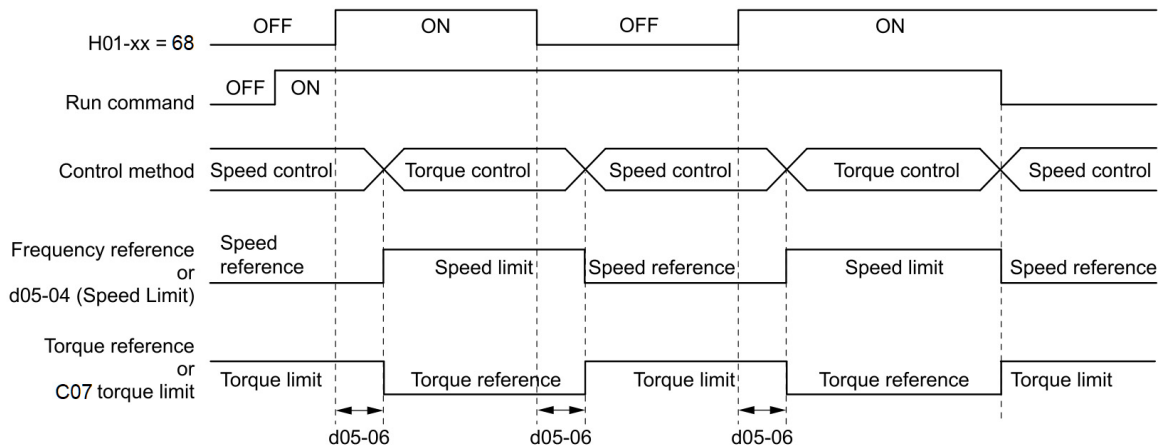 OFF ON OFF ON
H01-xx = 68
OFF ON
Run command
Control method Speed control Torque control Speed control Torque control Speed control
Frequency reference
or
d05-04 (Speed Limit)
Speed
reference
Speed limit Speed reference Speed limit Speed reference
Torque reference
or
C07 torque limit
Torque limit Torque reference Torque limit Torque reference Torque limit
d05-06 d05-06 d05-06